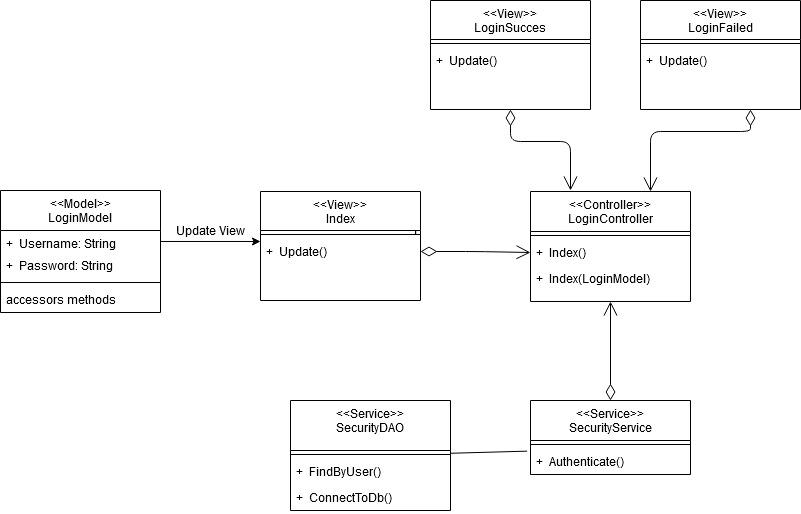 <<View>>
LoginSucces
+ Update()
<<View>>
LoginFailed
+ Update()
<<Model>>
LoginModel
+ Username: String
+ Password: String
accessors methods
Update View
<<View>>
Index
+ Update()
<<Controller>>
LoginController
+ Index()
+ Index(LoginModel)
<<Service>>
SecurityDAO
+ FindByUser()
+ ConnectToDb()
<<Service>>
SecurityService
+ Authenticate()